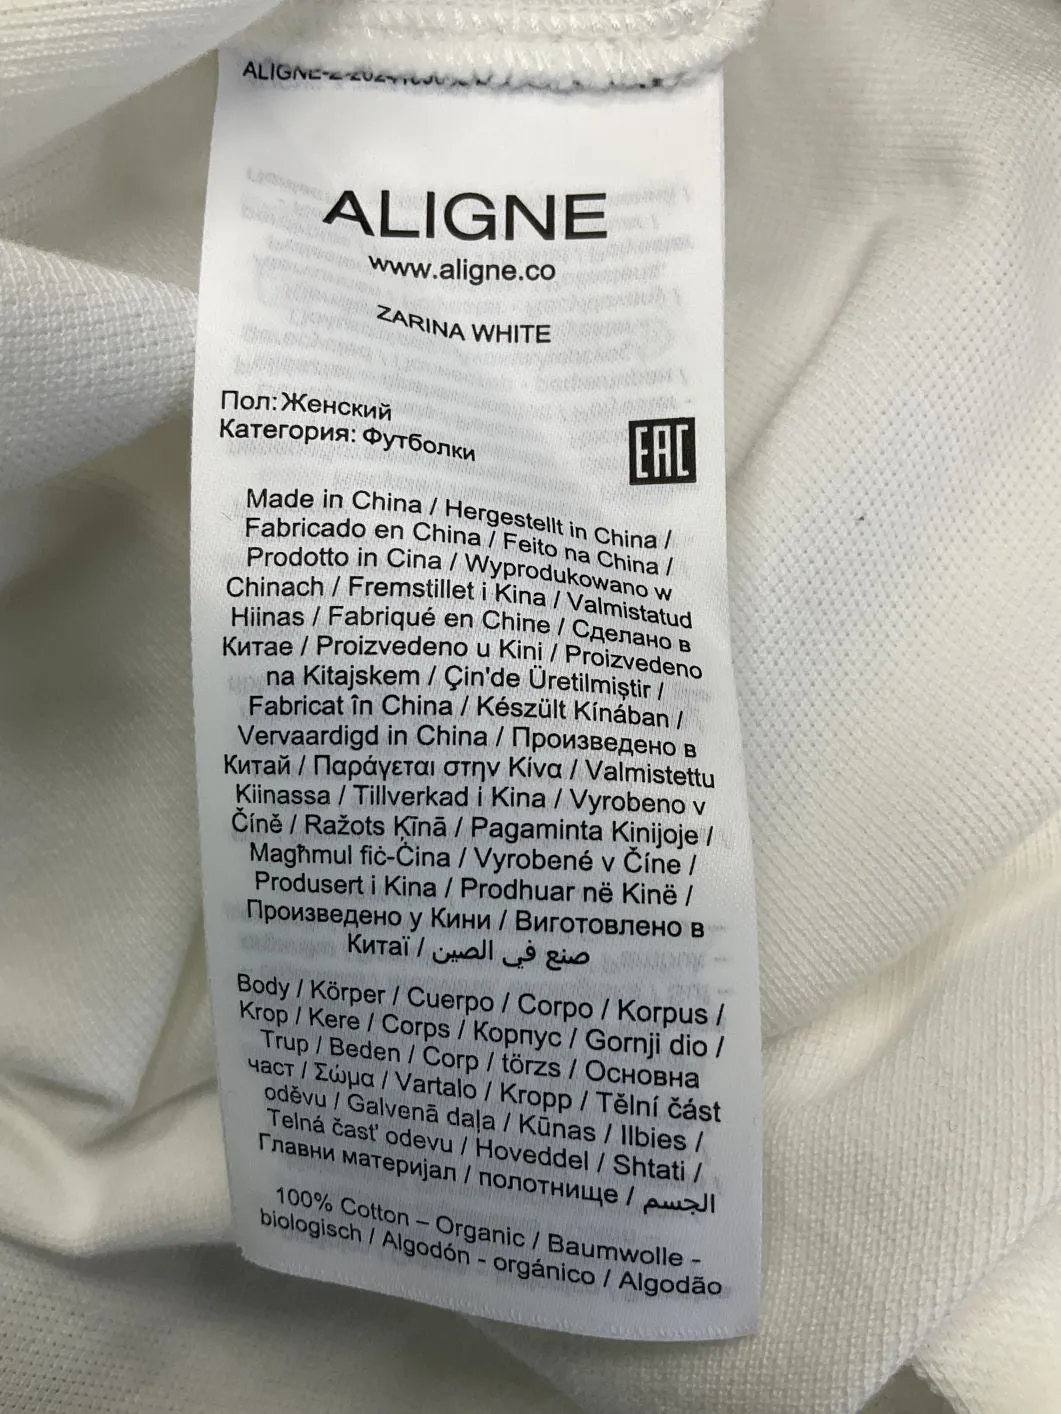 ALIGNE
www.aligne.co
ZARINA WHITE
Пол:Женский
Категория: Футболки
EAC
Made in China / Hergestellt in China /
Fabricado en China / Feito na China /
Prodotto in Cina / Wyprodukowano w
Chinach / Fremstillet i Kina / Valmistatud
Hiinas / Fabriqué en Chine / Сделано в
Китае / Proizvedeno u Kini / Proizvedeno
na Kitajskem / Çin'de Üretilmiştir /
Fabricat în China / Készült Kínában /
Vervaardigd in China / Произведено в
Китай / Παράγεται στην Κίνα / Valmistettu
Kiinassa / Tillverkad i Kina / Vyrobeno v
Číně / Ražots Ķīnā / Pagaminta Kinijoje /
Magħmul fiċ-Ċina / Vyrobené v Číne /
Produsert i Kina / Prodhuar në Kinë /
Произведено у Кини / Виготовлено в
Китаї / صنع في الصين
Body / Körper / Cuerpo / Corpo / Korpus /
Krop / Kere / Corps / Корпус / Gornji dio /
Trup / Beden / Corp / törzs / Основна
част / Σώμα / Vartalo / Kropp / Tělní část
oděvu / Galvenā daļa / Kūnas / Ilbies /
Telná časť odevu / Hoveddel / Shtati /
Главни материјал / полотнище / الجسم
100% Cotton – Organic / Baumwolle -
biologisch / Algodón - orgánico / Algodão